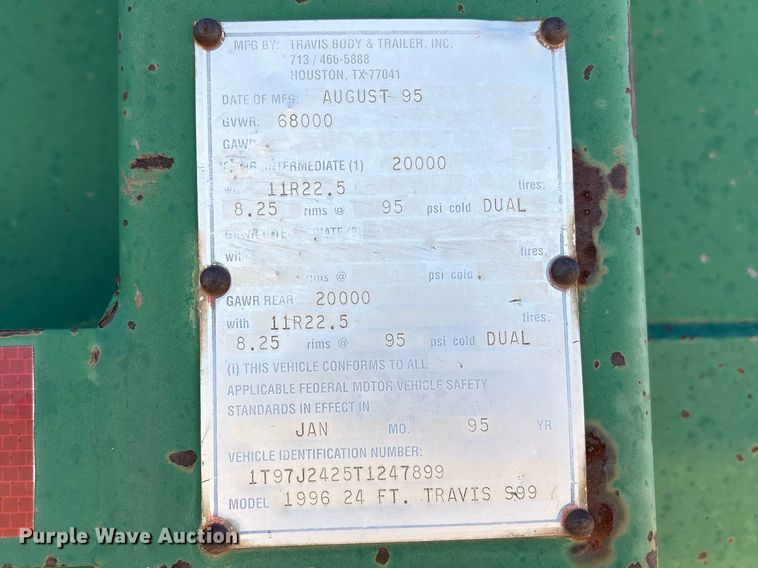 MFG BY: TRAVIS BODY & TRAILER, INC.
713 / 466-5888
HOUSTON, TX 77041
DATE OF MFG: AUGUST 95
GVWR: 68000
GAWR
INTERMEDIATE (1) 20000
with 11R22.5 tires,
8.25 rims @ 95 psi cold DUAL
GAWR
with tires,
rims @ psi cold
GAWR REAR 20000
with 11R22.5 tires,
8.25 rims @ 95 psi cold DUAL
(i) THIS VEHICLE CONFORMS TO ALL
APPLICABLE FEDERAL MOTOR VEHICLE SAFETY
STANDARDS IN EFFECT IN
JAN MO. 95 YR.
VEHICLE IDENTIFICATION NUMBER:
1T97J2425T1247899
MODEL 1996 24 FT. TRAVIS S99
Purple Wave Auction